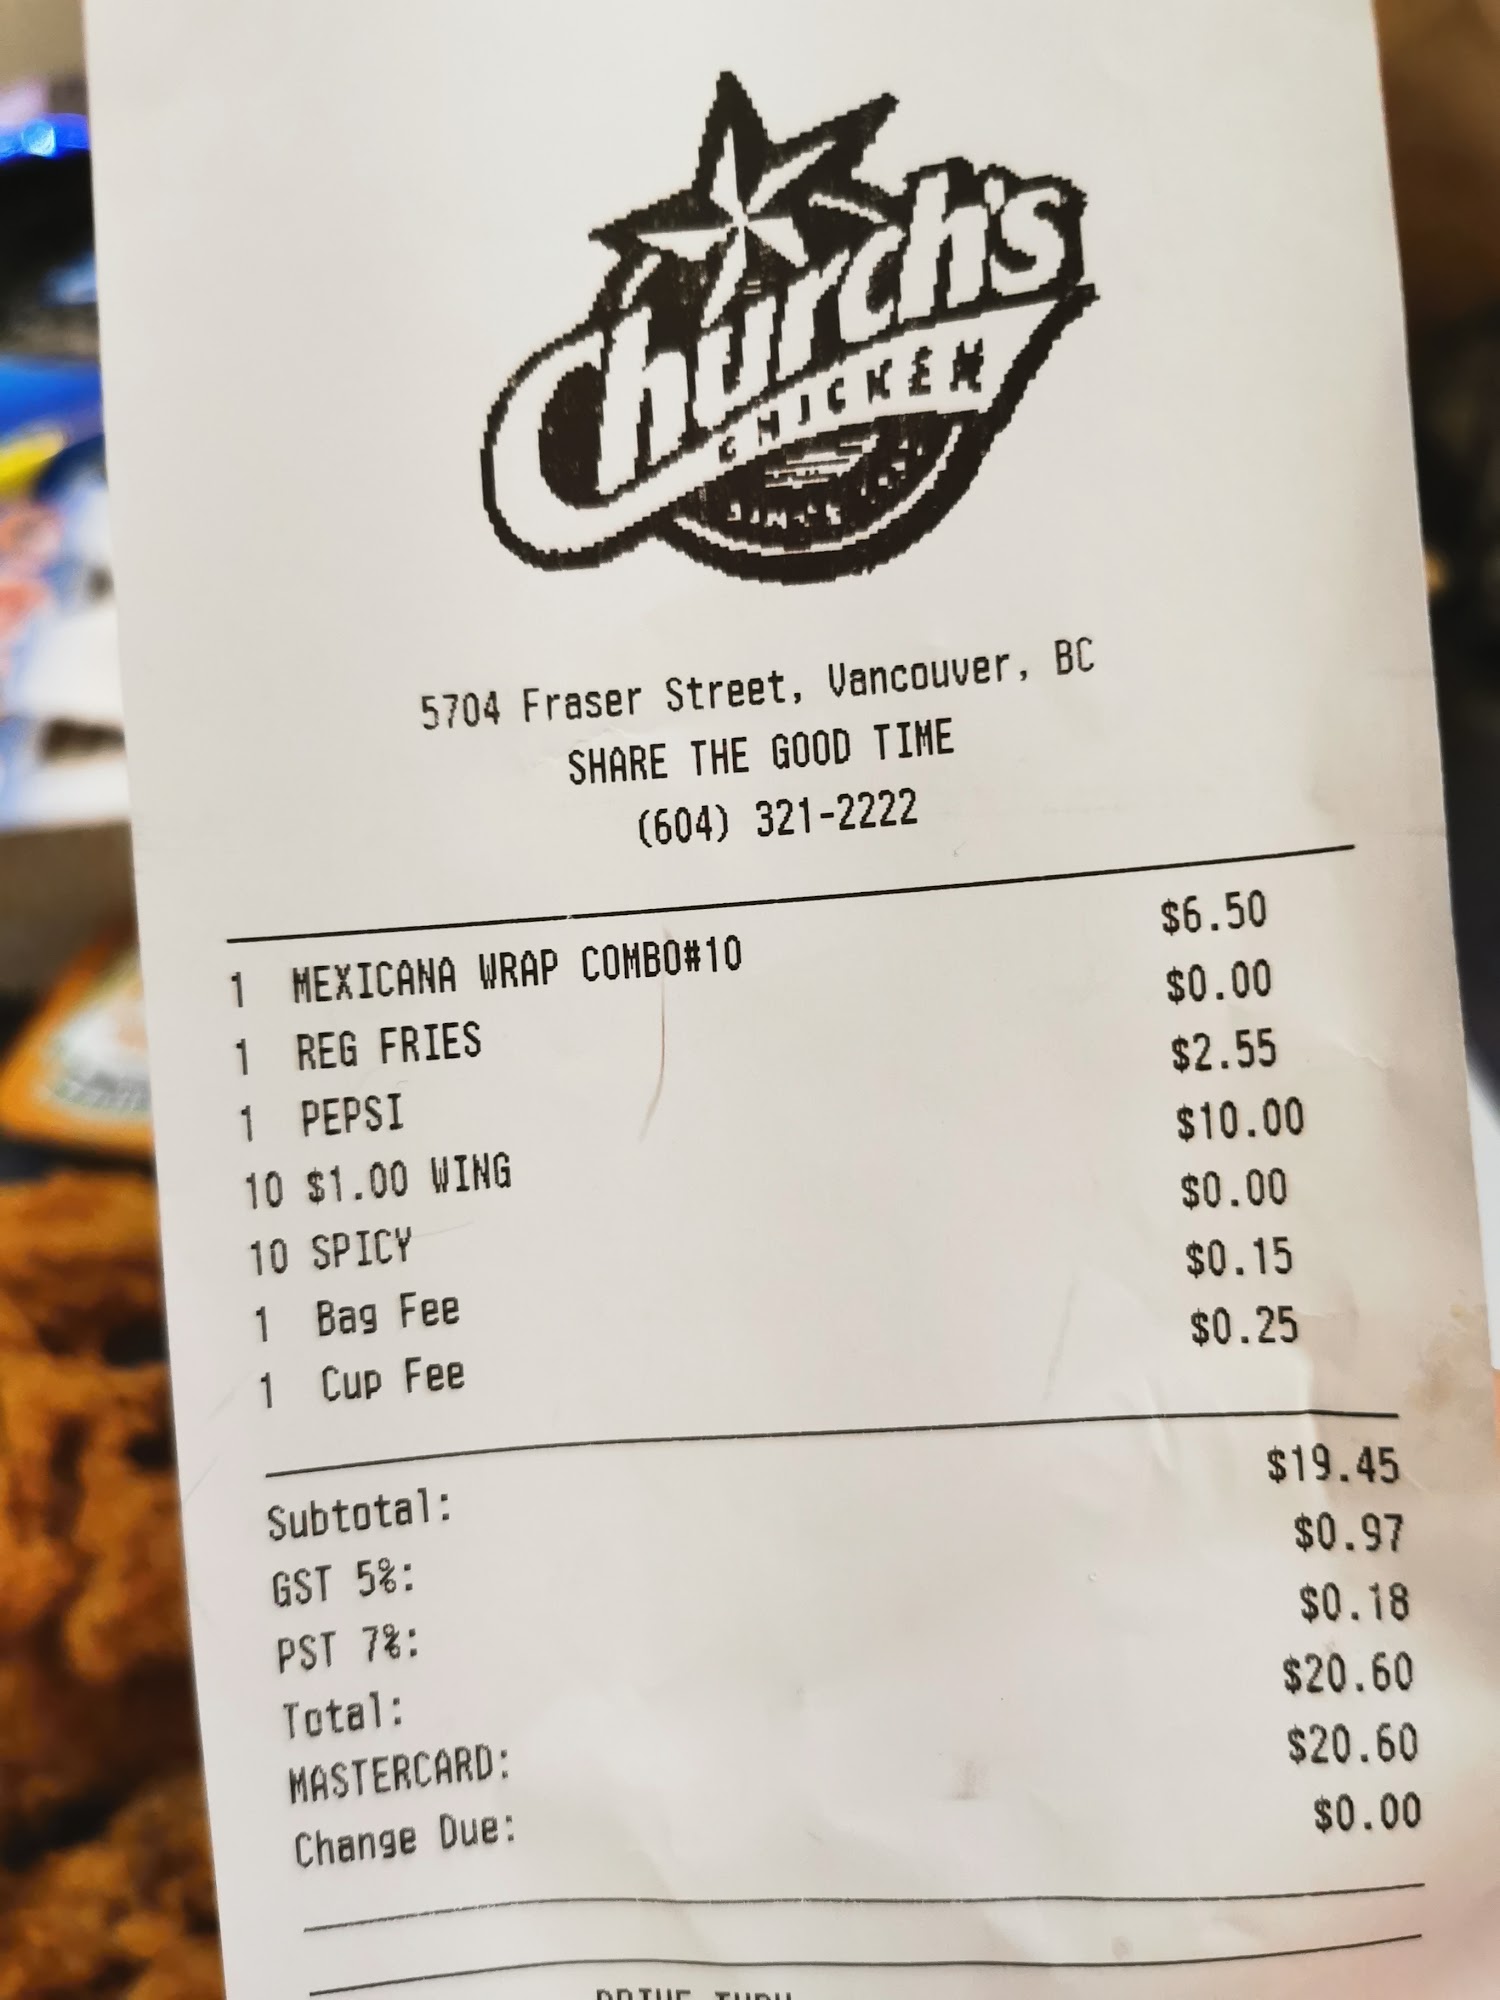 Church's
CHICKEN
5704 Fraser Street, Vancouver, BC
SHARE THE GOOD TIME
(604) 321-2222
1 MEXICANA WRAP COMBO#10 $6.50
1 REG FRIES $0.00
1 PEPSI $2.55
10 $1.00 WING $10.00
10 SPICY $0.00
1 Bag Fee $0.15
1 Cup Fee $0.25
Subtotal: $19.45
GST 5%: $0.97
PST 7%: $0.18
Total: $20.60
MASTERCARD: $20.60
Change Due: $0.00
DRIVE THRU